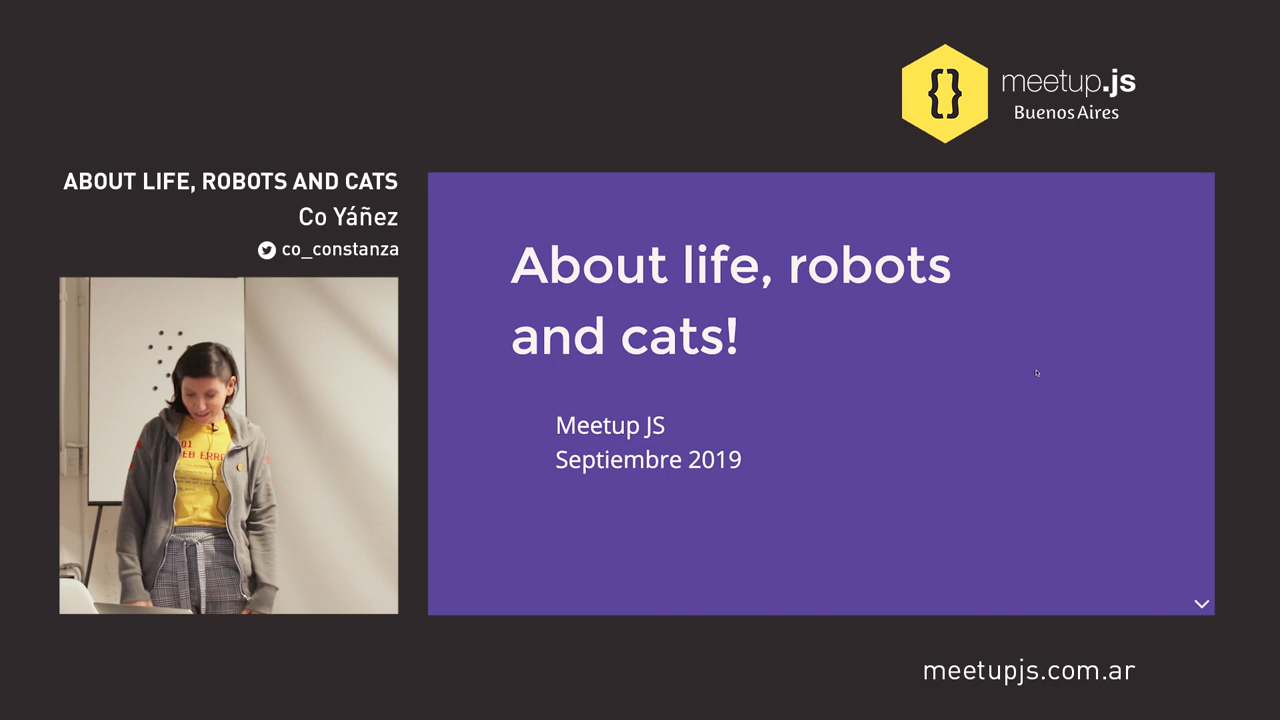 {} meetup.js
Buenos Aires
ABOUT LIFE, ROBOTS AND CATS
Co Yáñez
co_constanza
About life, robots
and cats!
Meetup JS
Septiembre 2019
meetupjs.com.ar